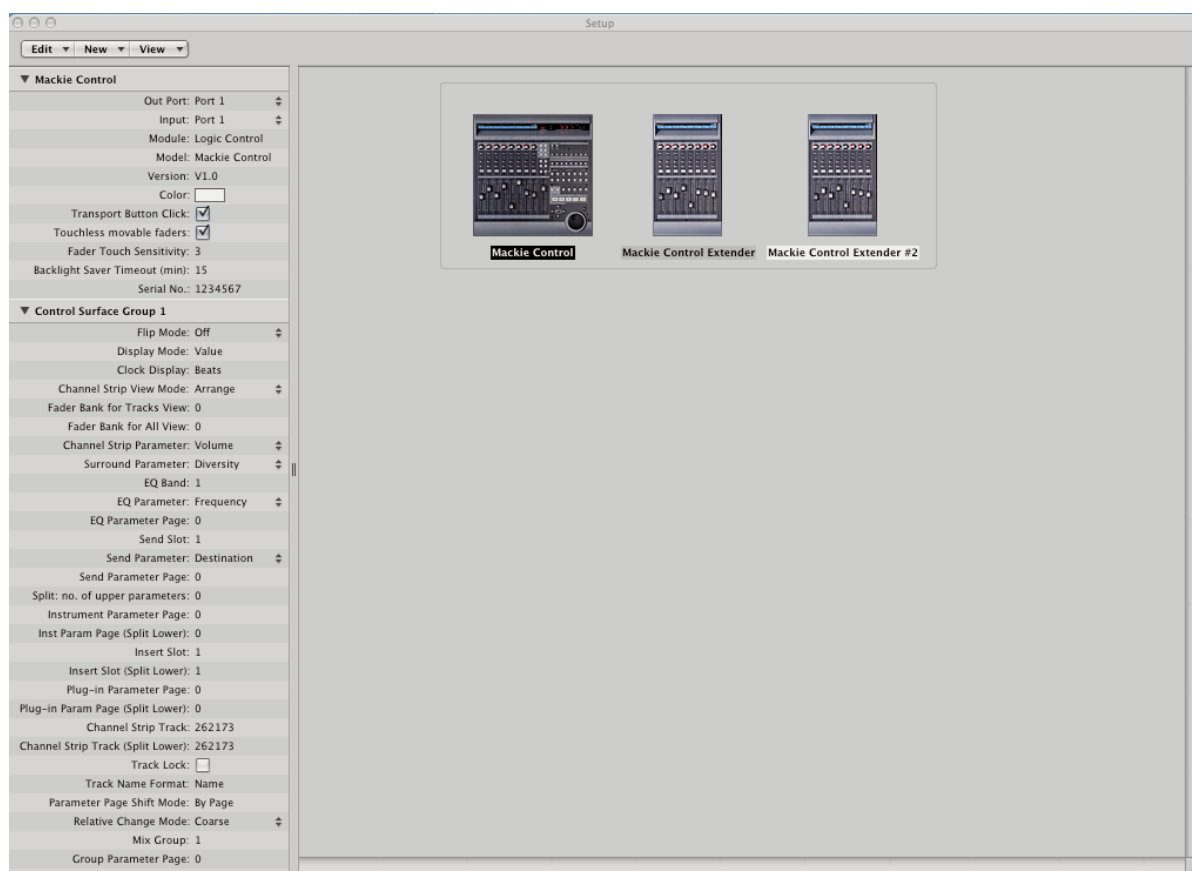 Setup
Edit New View
Mackie Control
Out Port: Port 1
Input: Port 1
Module: Logic Control
Model: Mackie Control
Version: V1.0
Color:
Transport Button Click:
Touchless movable faders:
Fader Touch Sensitivity: 3
Backlight Saver Timeout (min): 15
Serial No.: 1234567
Control Surface Group 1
Flip Mode: Off
Display Mode: Value
Clock Display: Beats
Channel Strip View Mode: Arrange
Fader Bank for Tracks View: 0
Fader Bank for All View: 0
Channel Strip Parameter: Volume
Surround Parameter: Diversity
EQ Band: 1
EQ Parameter: Frequency
EQ Parameter Page: 0
Send Slot: 1
Send Parameter: Destination
Send Parameter Page: 0
Split: no. of upper parameters: 0
Instrument Parameter Page: 0
Inst Param Page (Split Lower): 0
Insert Slot: 1
Insert Slot (Split Lower): 1
Plug-in Parameter Page: 0
Plug-in Param Page (Split Lower): 0
Channel Strip Track: 262173
Channel Strip Track (Split Lower): 262173
Track Lock:
Track Name Format: Name
Parameter Page Shift Mode: By Page
Relative Change Mode: Coarse
Mix Group: 1
Group Parameter Page: 0
Mackie Control Mackie Control Extender Mackie Control Extender #2